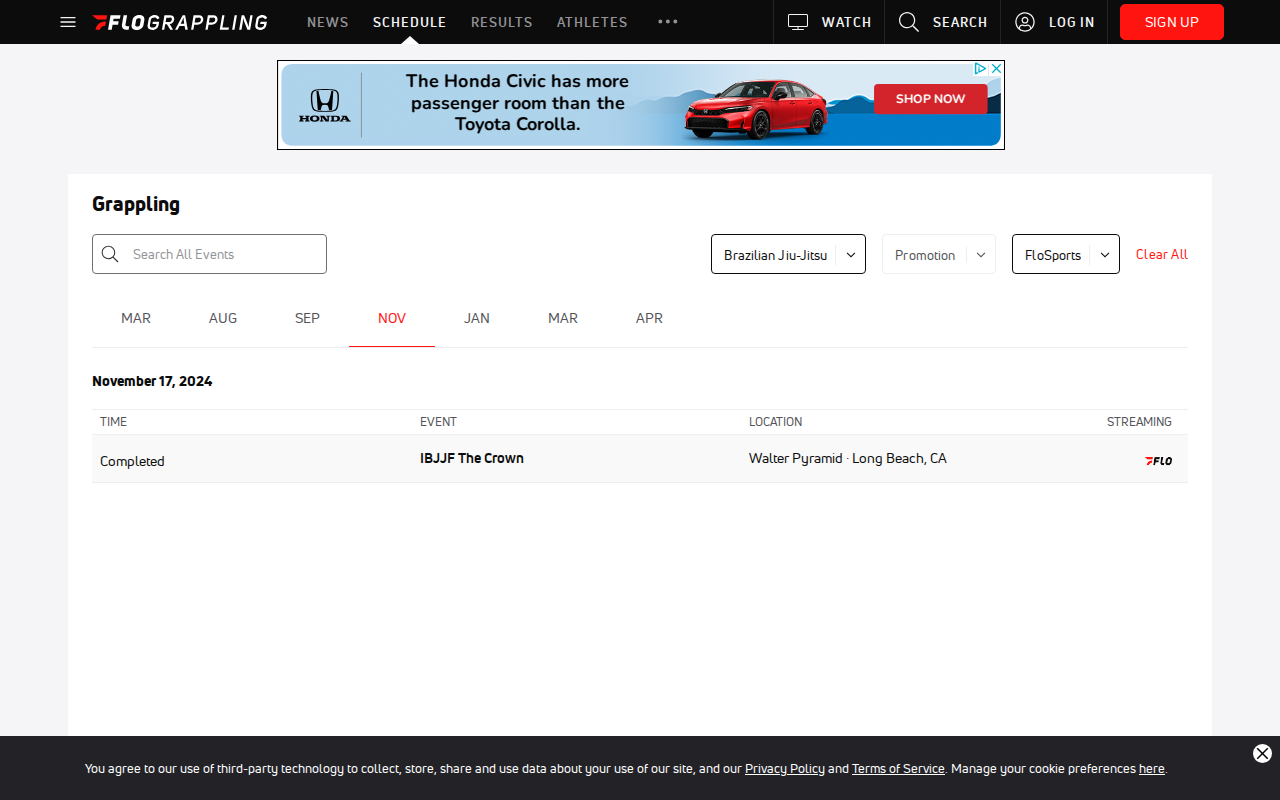 FLOGRAPPLING NEWS SCHEDULE RESULTS ATHLETES WATCH SEARCH LOG IN SIGN UP
The Honda Civic has more
passenger room than the
Toyota Corolla.
HONDA
SHOP NOW
Grappling
Search All Events
Brazilian Jiu-Jitsu
Promotion
FloSports
Clear All
MAR AUG SEP NOV JAN MAR APR
November 17, 2024
TIME EVENT LOCATION STREAMING
Completed IBJJF The Crown Walter Pyramid · Long Beach, CA FLO
You agree to our use of third-party technology to collect, store, share and use data about your use of our site, and our Privacy Policy and Terms of Service. Manage your cookie preferences here.